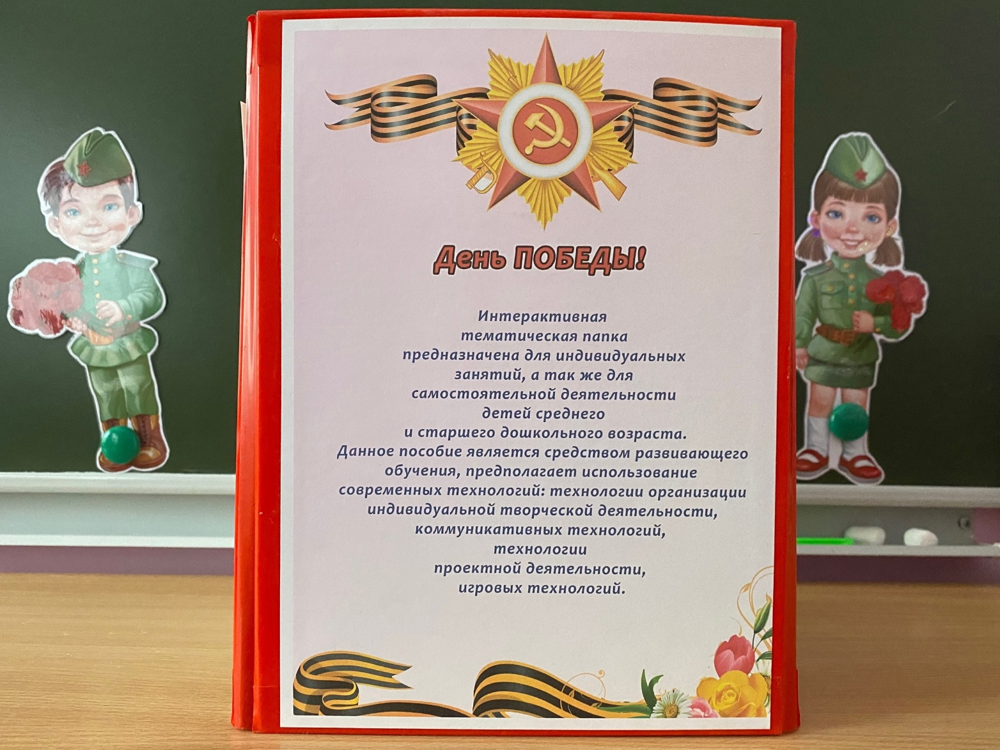 День ПОБЕДЫ!
Интерактивная
тематическая папка
предназначена для индивидуальных
занятий, а так же для
самостоятельной деятельности
детей среднего
и старшего дошкольного возраста.
Данное пособие является средством развивающего
обучения, предполагает использование
современных технологий: технологии организации
индивидуальной творческой деятельности,
коммуникативных технологий,
технологии
проектной деятельности,
игровых технологий.